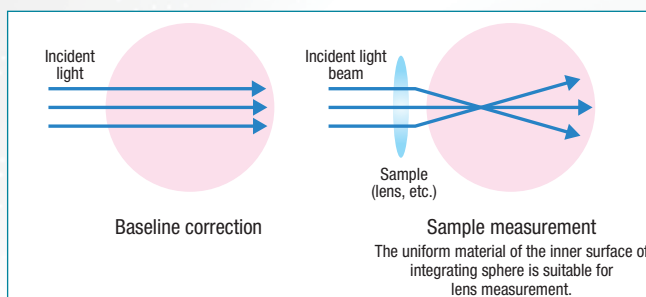 Incident
light
Incident light
beam
Sample
(lens, etc.)
Baseline correction
Sample measurement
The uniform material of the inner surface of
integrating sphere is suitable for
lens measurement.